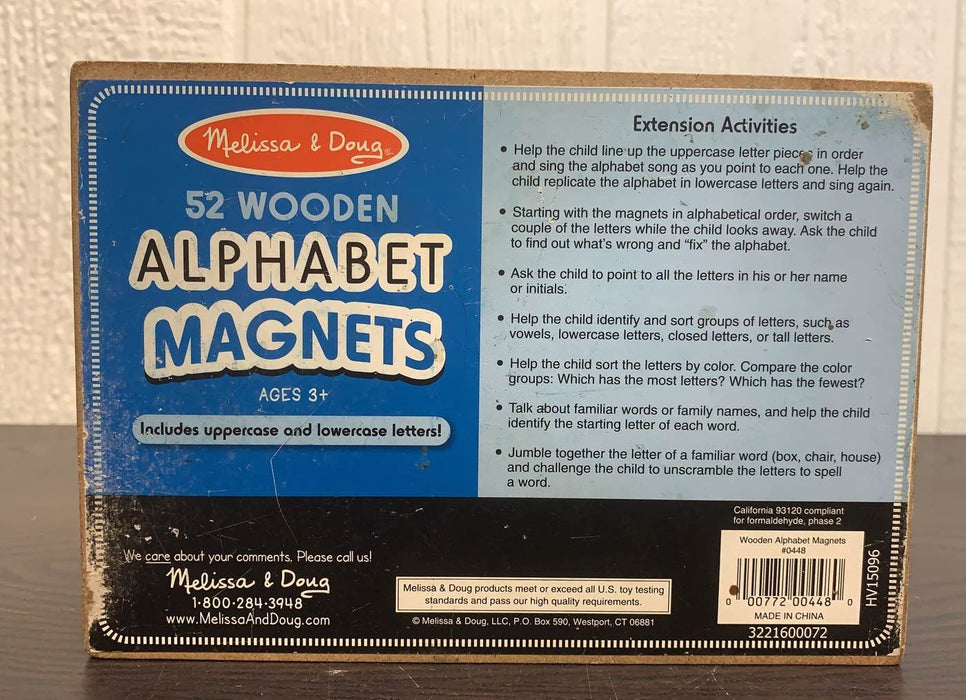 Melissa & Doug®
52 WOODEN
ALPHABET
MAGNETS
AGES 3+
Includes uppercase and lowercase letters!
Extension Activities
• Help the child line up the uppercase letter pieces in order
and sing the alphabet song as you point to each one. Help the
child replicate the alphabet in lowercase letters and sing again.
• Starting with the magnets in alphabetical order, switch a
couple of the letters while the child looks away. Ask the child
to find out what's wrong and “fix” the alphabet.
• Ask the child to point to all the letters in his or her name
or initials.
• Help the child identify and sort groups of letters, such as
vowels, lowercase letters, closed letters, or tall letters.
• Help the child sort the letters by color. Compare the color
groups: Which has the most letters? Which has the fewest?
• Talk about familiar words or family names, and help the child
identify the starting letter of each word.
• Jumble together the letter of a familiar word (box, chair, house)
and challenge the child to unscramble the letters to spell
a word.
We care about your comments. Please call us!
Melissa & Doug
1·800·284·3948
www.MelissaAndDoug.com
Melissa & Doug products meet or exceed all U.S. toy testing
standards and pass our high quality requirements.
© Melissa & Doug, LLC, P.O. Box 590, Westport, CT 06881
California 93120 compliant
for formaldehyde, phase 2
Wooden Alphabet Magnets
#0448
0 00772 00448 0
MADE IN CHINA
3221600072
HV15096